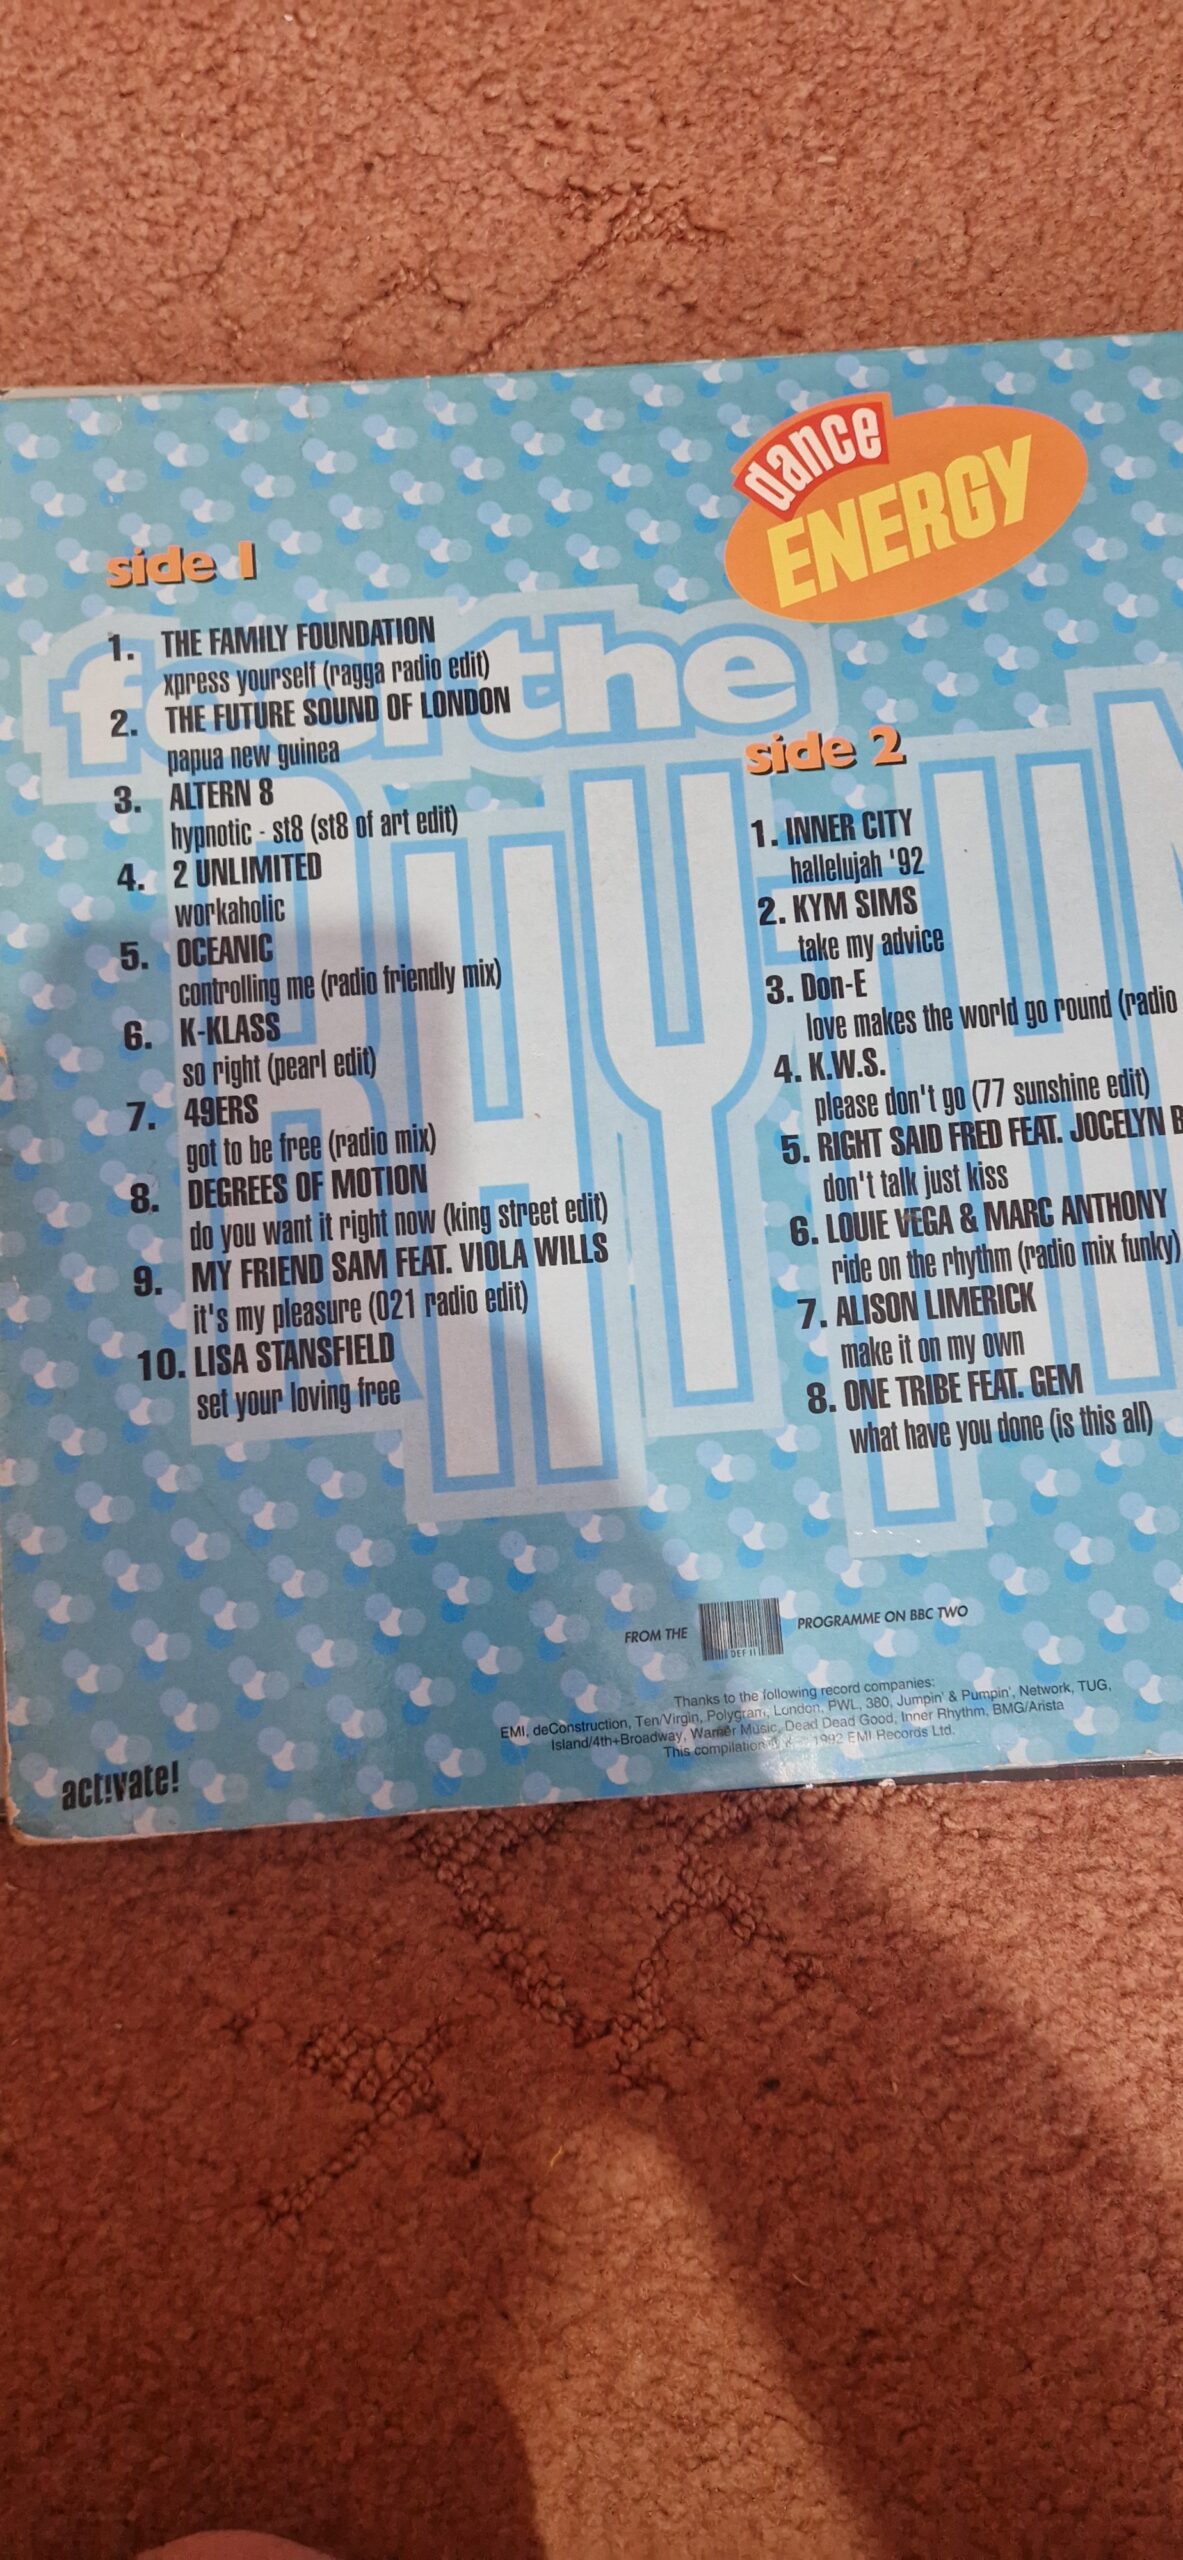 dance
ENERGY
feel the
RHYTHM
side 1
1. THE FAMILY FOUNDATION
xpress yourself (ragga radio edit)
2. THE FUTURE SOUND OF LONDON
papua new guinea
3. ALTERN 8
hypnotic - st8 (st8 of art edit)
4. 2 UNLIMITED
workaholic
5. OCEANIC
controlling me (radio friendly mix)
6. K-KLASS
so right (pearl edit)
7. 49ERS
got to be free (radio mix)
8. DEGREES OF MOTION
do you want it right now (king street edit)
9. MY FRIEND SAM FEAT. VIOLA WILLS
it's my pleasure (021 radio edit)
10. LISA STANSFIELD
set your loving free
side 2
1. INNER CITY
hallelujah '92
2. KYM SIMS
take my advice
3. Don-E
love makes the world go round (radio
4. K.W.S.
please don't go (77 sunshine edit)
5. RIGHT SAID FRED FEAT. JOCELYN B
don't talk just kiss
6. LOUIE VEGA & MARC ANTHONY
ride on the rhythm (radio mix funky)
7. ALISON LIMERICK
make it on my own
8. ONE TRIBE FEAT. GEM
what have you done (is this all)
FROM THE DEF II PROGRAMME ON BBC TWO
Thanks to the following record companies:
EMI, deConstruction, Ten/Virgin, Polygram, London, PWL, 380, Jumpin' & Pumpin', Network, TUG,
Island/4th+Broadway, Warner Music, Dead Dead Good, Inner Rhythm, BMG/Arista
This compilation 1992 EMI Records Ltd.
act!vate!